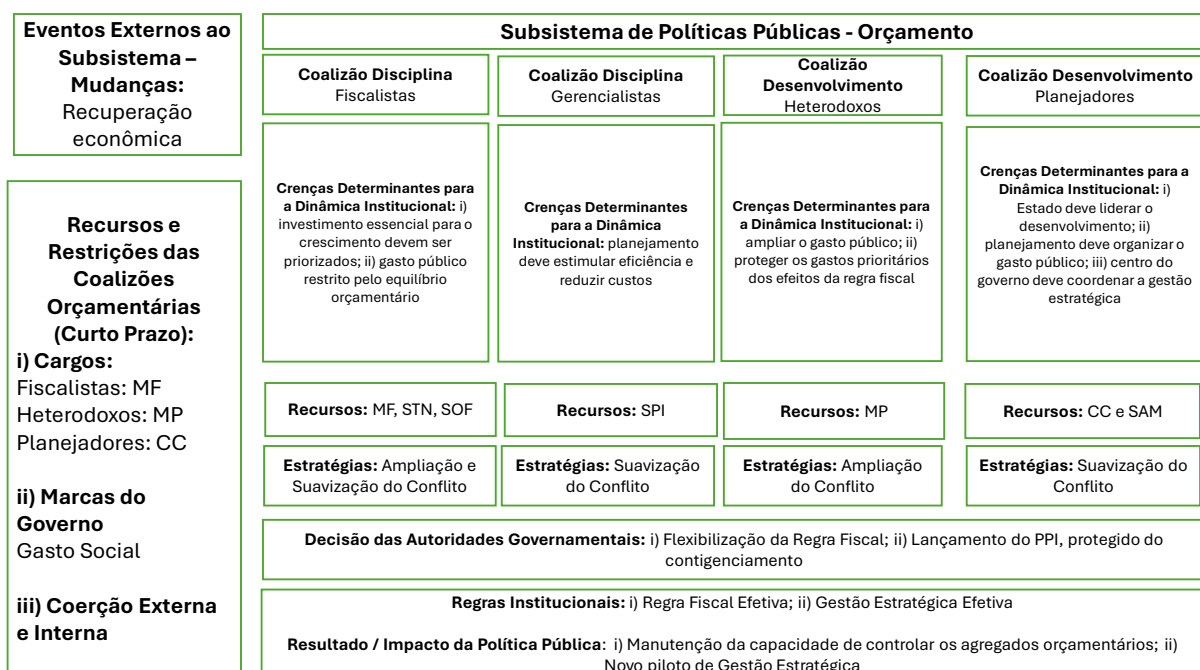 Eventos Externos ao
Subsistema –
Mudanças:
Recuperação
econômica
Recursos e
Restrições das
Coalizões
Orçamentárias
(Curto Prazo):
i) Cargos:
Fiscalistas: MF
Heterodoxos: MP
Planejadores: CC
ii) Marcas do
Governo
Gasto Social
iii) Coerção Externa
e Interna
Subsistema de Políticas Públicas - Orçamento
Coalizão Disciplina
Fiscalistas
Coalizão Disciplina
Gerencialistas
Coalizão
Desenvolvimento
Heterodoxos
Coalizão Desenvolvimento
Planejadores
Crenças Determinantes para
a Dinâmica Institucional: i)
investimento essencial para o
crescimento devem ser
priorizados; ii) gasto público
restrito pelo equilíbrio
orçamentário
Crenças Determinantes
para a Dinâmica
Institucional: planejamento
deve estimular eficiência e
reduzir custos
Crenças Determinantes para
a Dinâmica Institucional: i)
ampliar o gasto público; ii)
proteger os gastos prioritários
dos efeitos da regra fiscal
Crenças Determinantes para a
Dinâmica Institucional: i)
Estado deve liderar o
desenvolvimento; ii)
planejamento deve organizar o
gasto público; iii) centro do
governo deve coordenar a gestão
estratégica
Recursos: MF, STN, SOF
Recursos: SPI
Recursos: MP
Recursos: CC e SAM
Estratégias: Ampliação e
Suavização do Conflito
Estratégias: Suavização
do Conflito
Estratégias: Ampliação
do Conflito
Estratégias: Suavização do
Conflito
Decisão das Autoridades Governamentais: i) Flexibilização da Regra Fiscal; ii) Lançamento do PPI, protegido do
contigenciamento
Regras Institucionais: i) Regra Fiscal Efetiva; ii) Gestão Estratégica Efetiva
Resultado / Impacto da Política Pública: i) Manutenção da capacidade de controlar os agregados orçamentários; ii)
Novo piloto de Gestão Estratégica